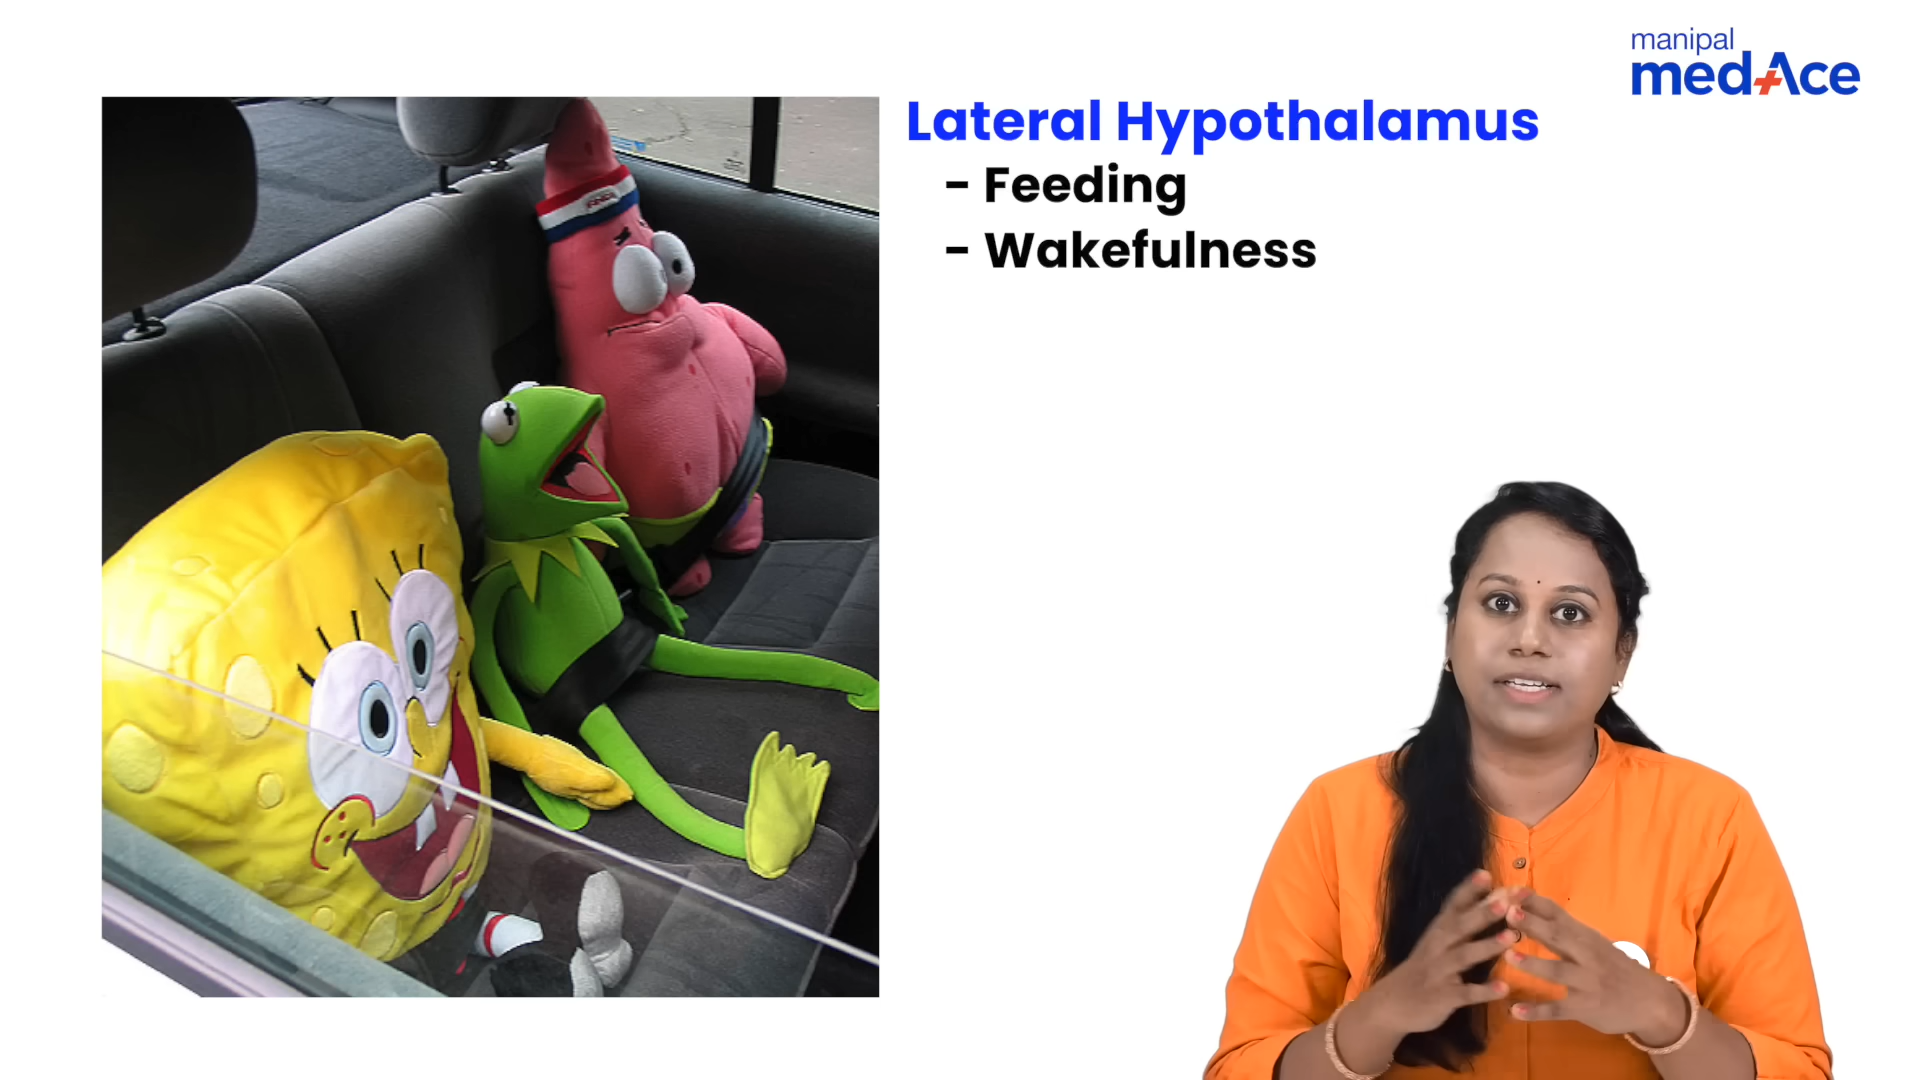 manipal
medAce
Lateral Hypothalamus
- Feeding
- Wakefulness